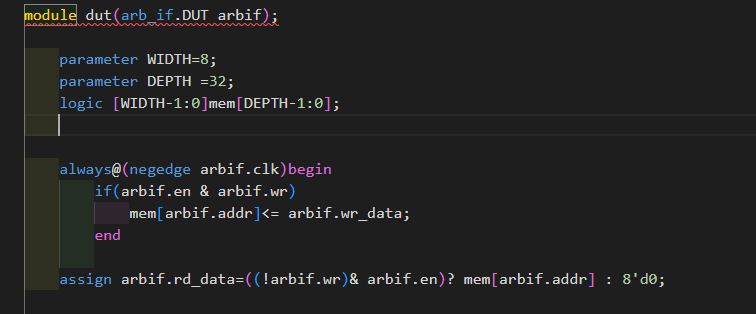 module dut(arb_if.DUT arbif);
parameter WIDTH=8;
parameter DEPTH =32;
logic [WIDTH-1:0]mem[DEPTH-1:0];
always@(negedge arbif.clk)begin
if(arbif.en & arbif.wr)
mem[arbif.addr]<= arbif.wr_data;
end
assign arbif.rd_data=((!arbif.wr)& arbif.en)? mem[arbif.addr] : 8'd0;